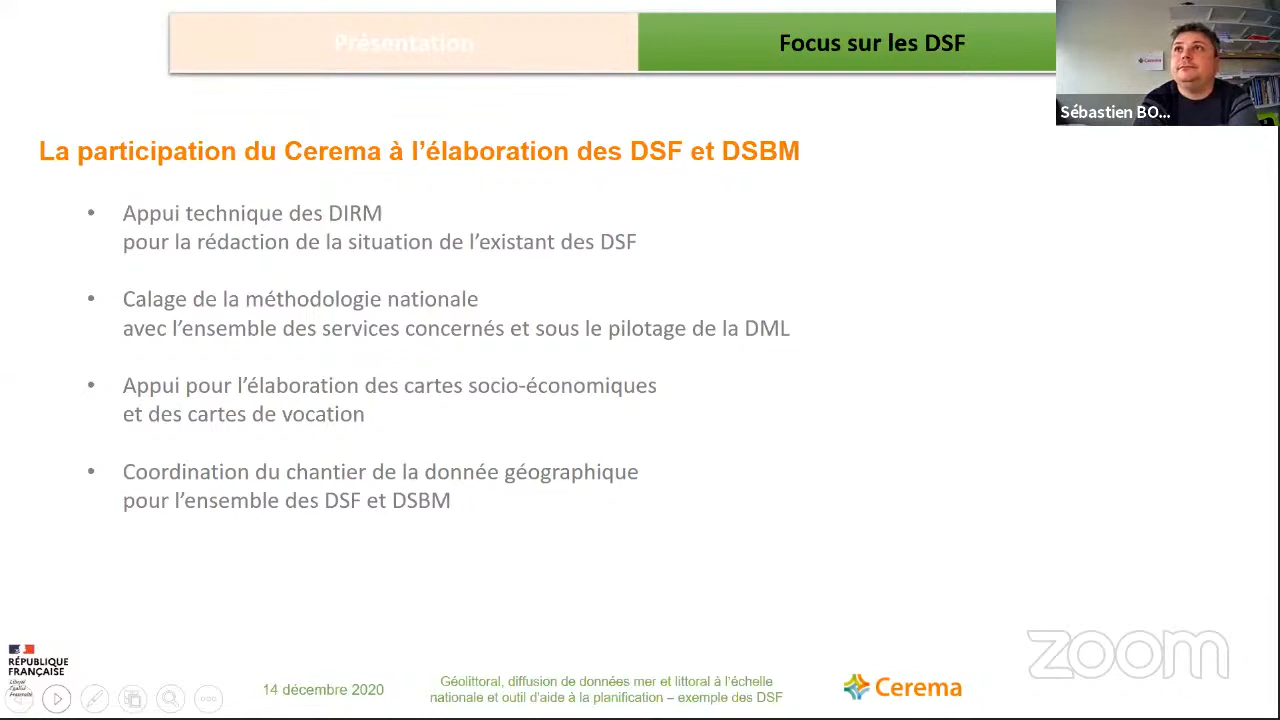 Présentation
Focus sur les DSF
Cerema
Sébastien BO...
La participation du Cerema à l’élaboration des DSF et DSBM
• Appui technique des DIRM
pour la rédaction de la situation de l’existant des DSF
• Calage de la méthodologie nationale
avec l’ensemble des services concernés et sous le pilotage de la DML
• Appui pour l’élaboration des cartes socio-économiques
et des cartes de vocation
• Coordination du chantier de la donnée géographique
pour l’ensemble des DSF et DSBM
zoom
RÉPUBLIQUE
FRANÇAISE
Liberté
Égalité
Fraternité
14 décembre 2020
Géolittoral, diffusion de données mer et littoral à l’échelle
nationale et outil d’aide à la planification – exemple des DSF
Cerema